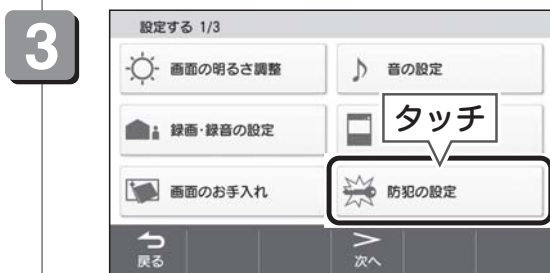 3
設定する 1/3
画面の明るさ調整
音の設定
録画・録音の設定
タッチ
画面のお手入れ
防犯の設定
戻る
次へ